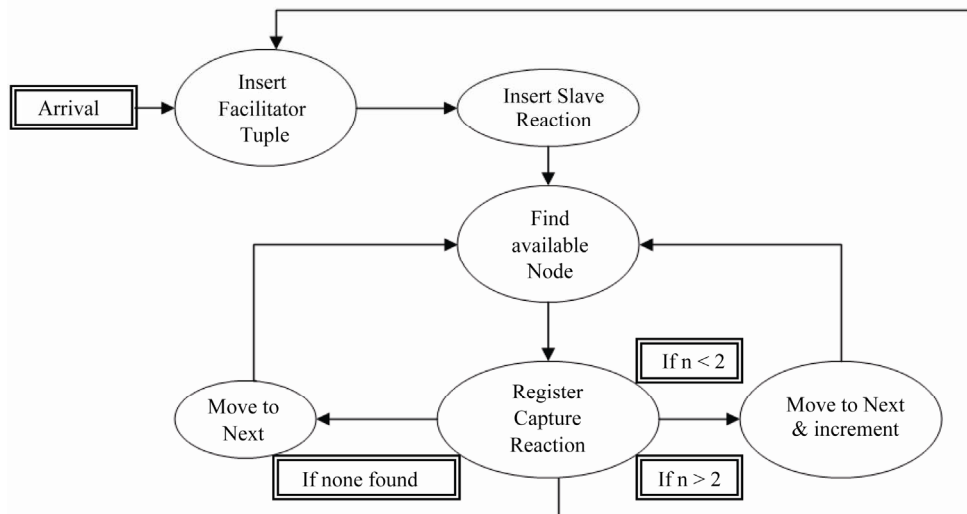 Insert
Facilitator
Tuple
Arrival
Insert Slave
Reaction
Find
available
Node
If n < 2
Register
Capture
Reaction
Move to
Next
Move to Next
& increment
If none found
If n > 2